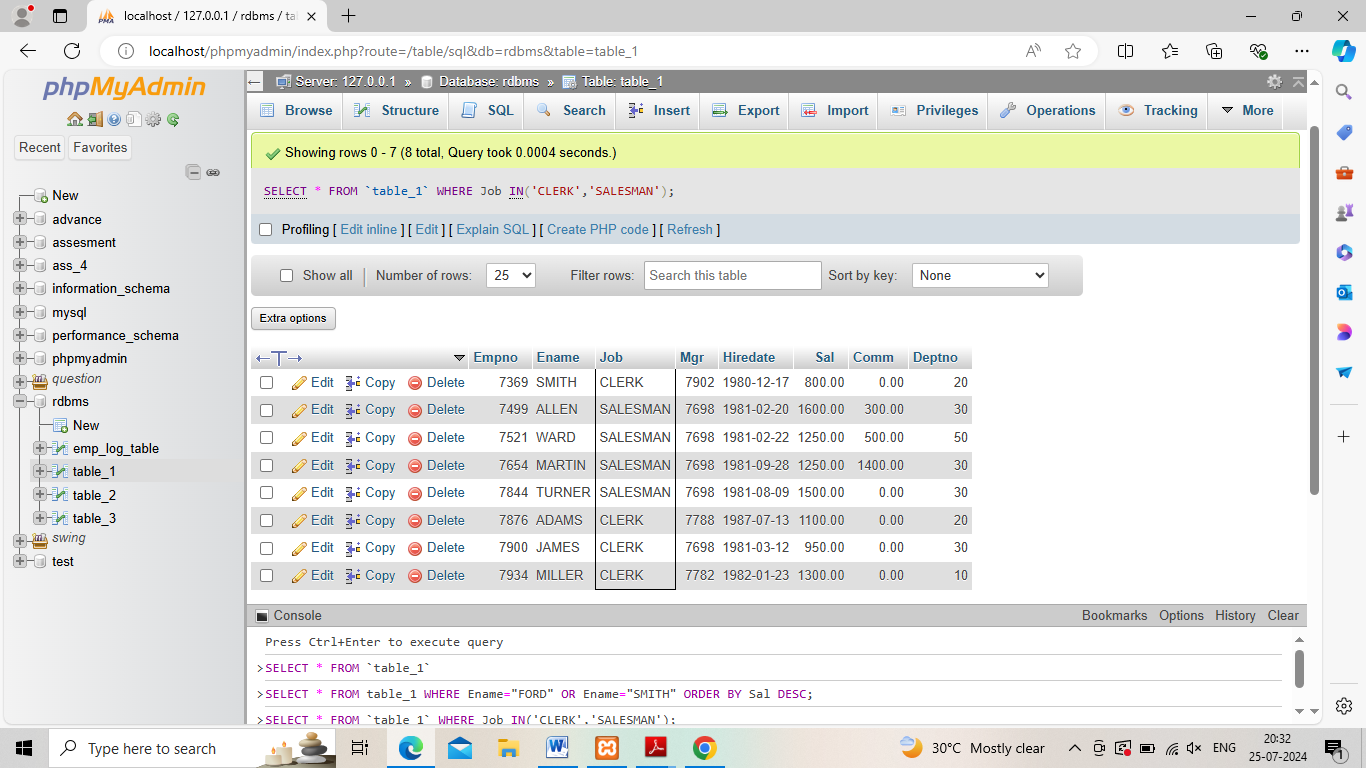 localhost / 127.0.0.1 / rdbms / ta
localhost/phpmyadmin/index.php?route=/table/sql&db=rdbms&table=table_1
phpMyAdmin
Recent Favorites
New
advance
assesment
ass_4
information_schema
mysql
performance_schema
phpmyadmin
question
rdbms
New
emp_log_table
table_1
table_2
table_3
swing
test
Server: 127.0.0.1 » Database: rdbms » Table: table_1
Browse Structure SQL Search Insert Export Import Privileges Operations Tracking More
Showing rows 0 - 7 (8 total, Query took 0.0004 seconds.)
SELECT * FROM `table_1` WHERE Job IN('CLERK','SALESMAN');
Profiling [ Edit inline ] [ Edit ] [ Explain SQL ] [ Create PHP code ] [ Refresh ]
Show all Number of rows: 25 Filter rows: Search this table Sort by key: None
Extra options
←T→ Empno Ename Job Mgr Hiredate Sal Comm Deptno
Edit Copy Delete 7369 SMITH CLERK 7902 1980-12-17 800.00 0.00 20
Edit Copy Delete 7499 ALLEN SALESMAN 7698 1981-02-20 1600.00 300.00 30
Edit Copy Delete 7521 WARD SALESMAN 7698 1981-02-22 1250.00 500.00 50
Edit Copy Delete 7654 MARTIN SALESMAN 7698 1981-09-28 1250.00 1400.00 30
Edit Copy Delete 7844 TURNER SALESMAN 7698 1981-08-09 1500.00 0.00 30
Edit Copy Delete 7876 ADAMS CLERK 7788 1987-07-13 1100.00 0.00 20
Edit Copy Delete 7900 JAMES CLERK 7698 1981-03-12 950.00 0.00 30
Edit Copy Delete 7934 MILLER CLERK 7782 1982-01-23 1300.00 0.00 10
Console Bookmarks Options History Clear
Press Ctrl+Enter to execute query
>SELECT * FROM `table_1`
>SELECT * FROM table_1 WHERE Ename="FORD" OR Ename="SMITH" ORDER BY Sal DESC;
>SELECT * FROM `table_1` WHERE Job IN('CLERK','SALESMAN');
Type here to search
30°C Mostly clear
ENG
20:32
25-07-2024
1